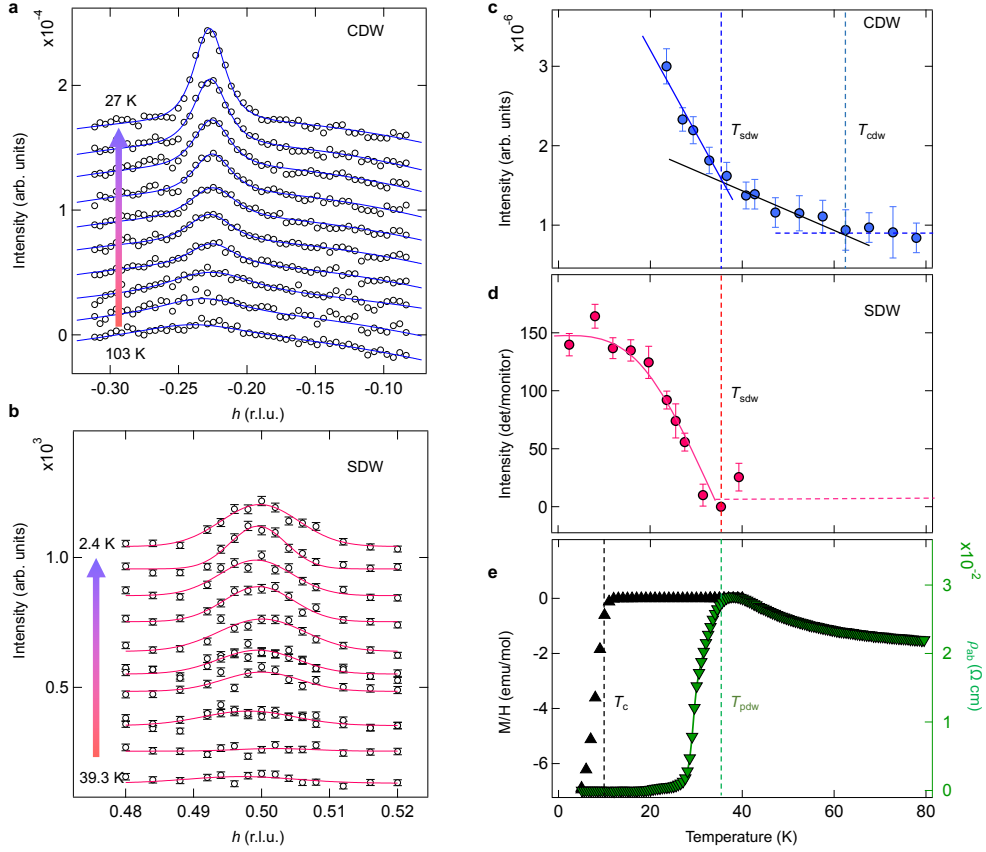 a
x10⁻⁴
CDW
27 K
103 K
2
1
0
Intensity (arb. units)
-0.30
-0.25
-0.20
-0.15
-0.10
h (r.l.u.)
b
x10³
SDW
2.4 K
39.3 K
1.0
0.5
Intensity (arb. units)
0.48
0.49
0.50
0.51
0.52
h (r.l.u.)
c
x10⁻⁶
CDW
3
2
1
Intensity (arb. units)
T_sdw
T_cdw
d
SDW
150
100
50
0
Intensity (det/monitor)
T_sdw
e
x10⁻²
0
-2
-4
-6
M/H (emu/mol)
T_c
T_pdw
3
2
1
0
ρ_ab (Ω cm)
0
20
40
60
80
Temperature (K)